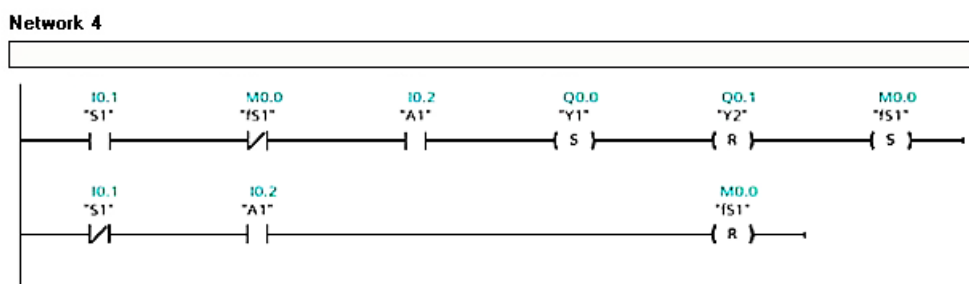 Network 4
I0.1 M0.0 I0.2 Q0.0 Q0.1 M0.0
"S1" "fS1" "A1" "Y1" "Y2" "fS1"
S R S
I0.1 I0.2 M0.0
"S1" "A1" "fS1"
R